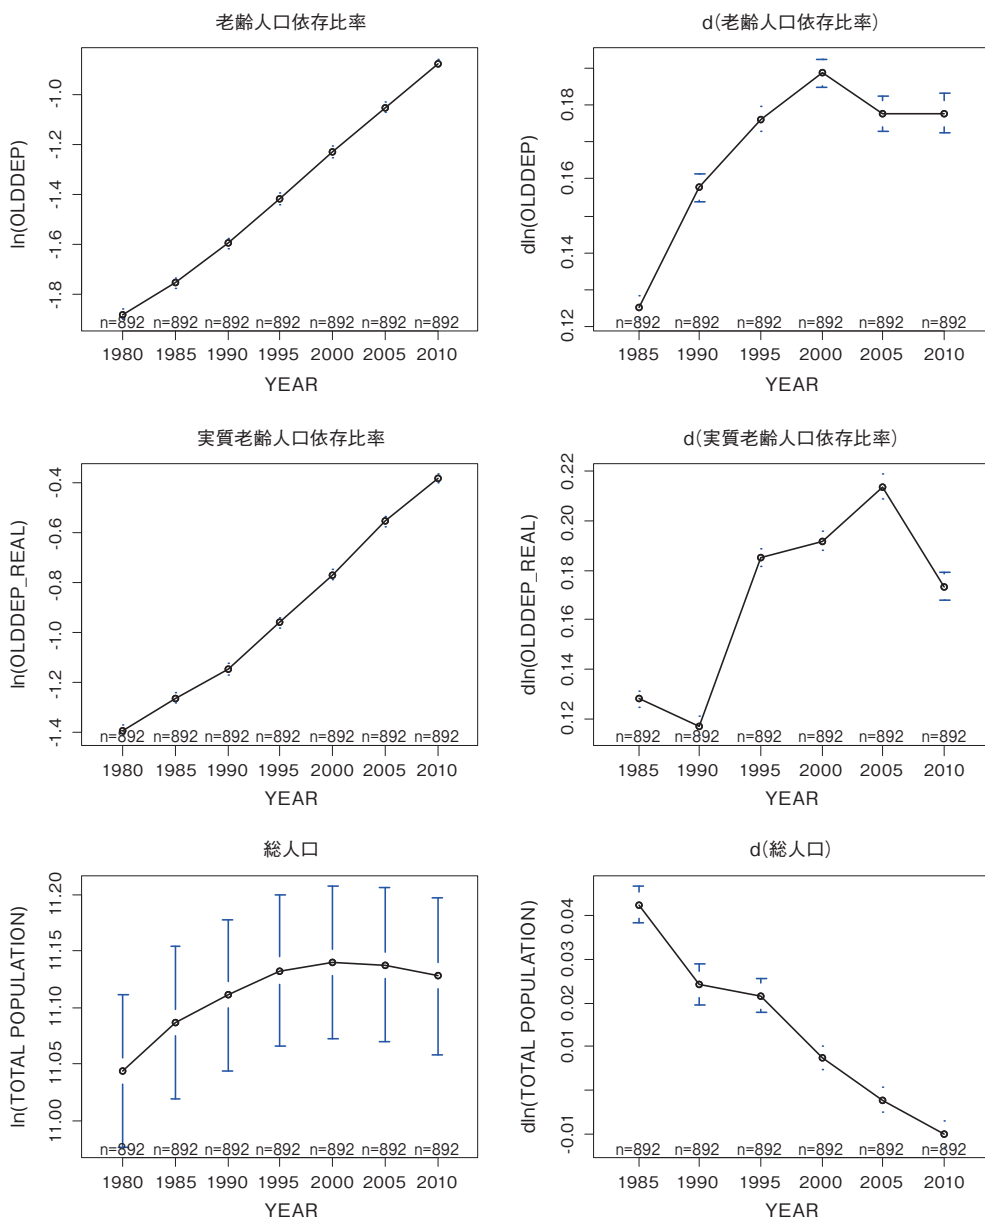 老齢人口依存比率
ln(OLDDEP)
-1.0
-1.2
-1.4
-1.6
-1.8
n=892 n=892 n=892 n=892 n=892 n=892 n=892
1980 1985 1990 1995 2000 2005 2010
YEAR
d(老齢人口依存比率)
dln(OLDDEP)
0.18
0.16
0.14
0.12
n=892 n=892 n=892 n=892 n=892 n=892
1985 1990 1995 2000 2005 2010
YEAR
実質老齢人口依存比率
ln(OLDDEP_REAL)
-0.4
-0.6
-0.8
-1.0
-1.2
-1.4
n=892 n=892 n=892 n=892 n=892 n=892 n=892
1980 1985 1990 1995 2000 2005 2010
YEAR
d(実質老齢人口依存比率)
dln(OLDDEP_REAL)
0.22
0.20
0.18
0.16
0.14
0.12
n=892 n=892 n=892 n=892 n=892 n=892
1985 1990 1995 2000 2005 2010
YEAR
総人口
ln(TOTAL POPULATION)
11.20
11.15
11.10
11.05
11.00
n=892 n=892 n=892 n=892 n=892 n=892 n=892
1980 1985 1990 1995 2000 2005 2010
YEAR
d(総人口)
dln(TOTAL POPULATION)
0.04
0.03
0.02
0.01
-0.01
n=892 n=892 n=892 n=892 n=892 n=892
1985 1990 1995 2000 2005 2010
YEAR